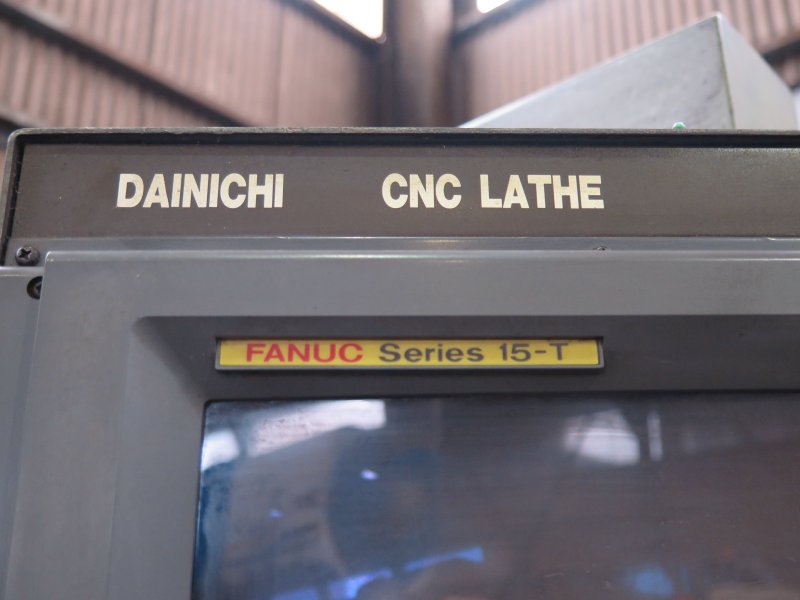 DAINICHI CNC LATHE
FANUC Series 15-T